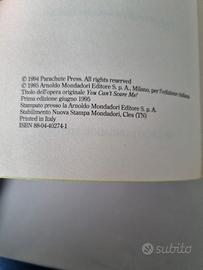 © 1994 Parachute Press. All rights reserved
© 1995 Arnoldo Mondadori Editore S. p. A., Milano, per l'edizione italiana
Titolo dell'opera originale You Can't Scare Me!
Prima edizione giugno 1995
Stampato presso la Arnoldo Mondadori Editore S. p. A.
Stabilimento Nuova Stampa Mondadori, Cles (TN)
Printed in Italy
ISBN 88-04-40274-1
subito